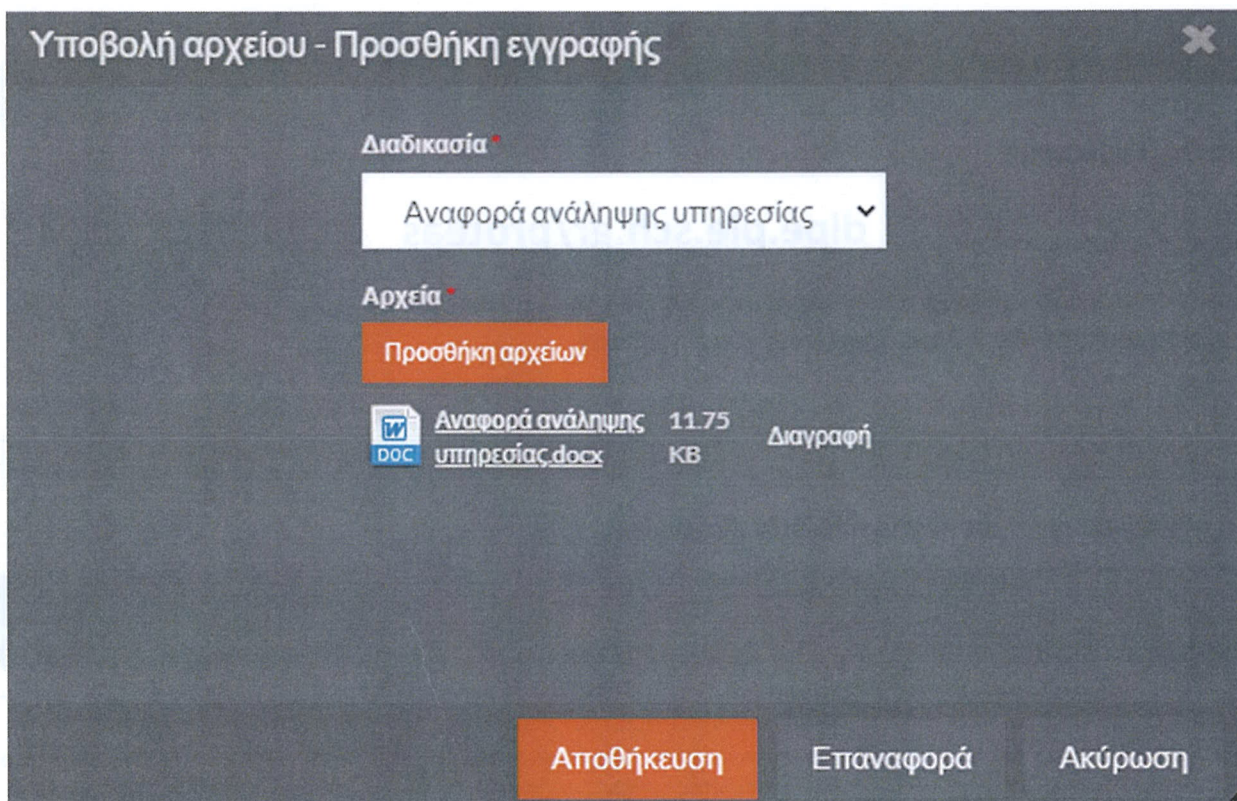 Υποβολή αρχείου - Προσθήκη εγγραφής
Διαδικασία *
Αναφορά ανάληψης υπηρεσίας
Αρχεία *
Προσθήκη αρχείων
Αναφορά ανάληψης 11.75
υπηρεσίας.docx KB
Διαγραφή
W
DOC
Αποθήκευση Επαναφορά Ακύρωση